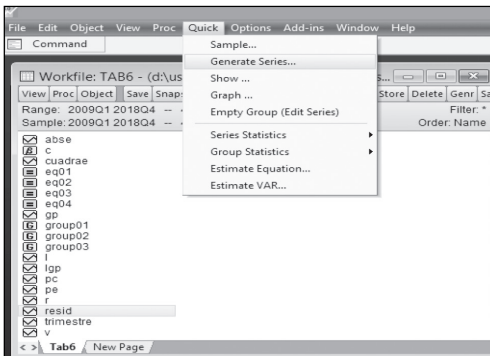 File Edit Object View Proc Quick Options Add-ins Window Help
Command
Sample...
Generate Series...
Show ...
Graph ...
Empty Group (Edit Series)
Series Statistics
Group Statistics
Estimate Equation...
Estimate VAR...
Workfile: TAB6 - (d:\us
View Proc Object Save Snap
Store Delete Genr Sa
Range: 2009Q1 2018Q4 --
Filter: *
Sample: 2009Q1 2018Q4 --
Order: Name
abse
c
cuadrae
eq01
eq02
eq03
eq04
gp
group01
group02
group03
l
lgp
pc
pe
r
resid
trimestre
v
< > Tab6 New Page